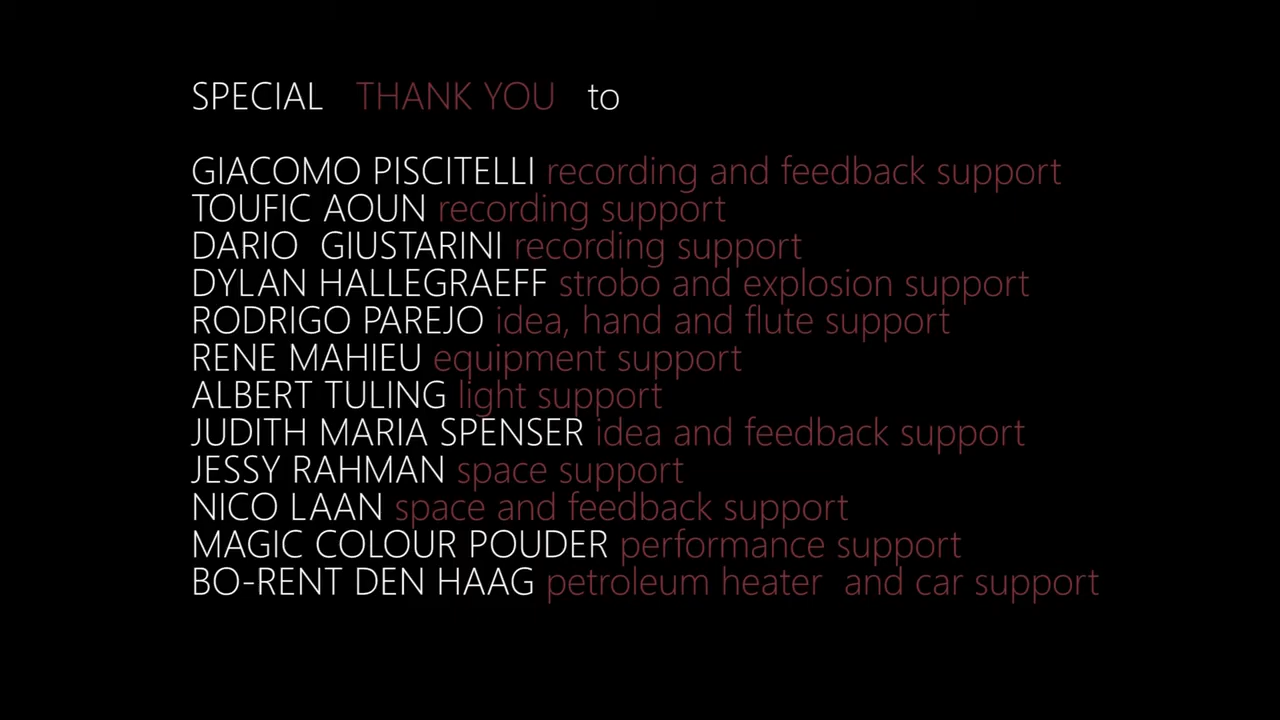 SPECIAL THANK YOU to
GIACOMO PISCITELLI recording and feedback support
TOUFIC AOUN recording support
DARIO GIUSTARINI recording support
DYLAN HALLEGRAEFF strobo and explosion support
RODRIGO PAREJO idea, hand and flute support
RENE MAHIEU equipment support
ALBERT TULING light support
JUDITH MARIA SPENSER idea and feedback support
JESSY RAHMAN space support
NICO LAAN space and feedback support
MAGIC COLOUR POUDER performance support
BO-RENT DEN HAAG petroleum heater and car support